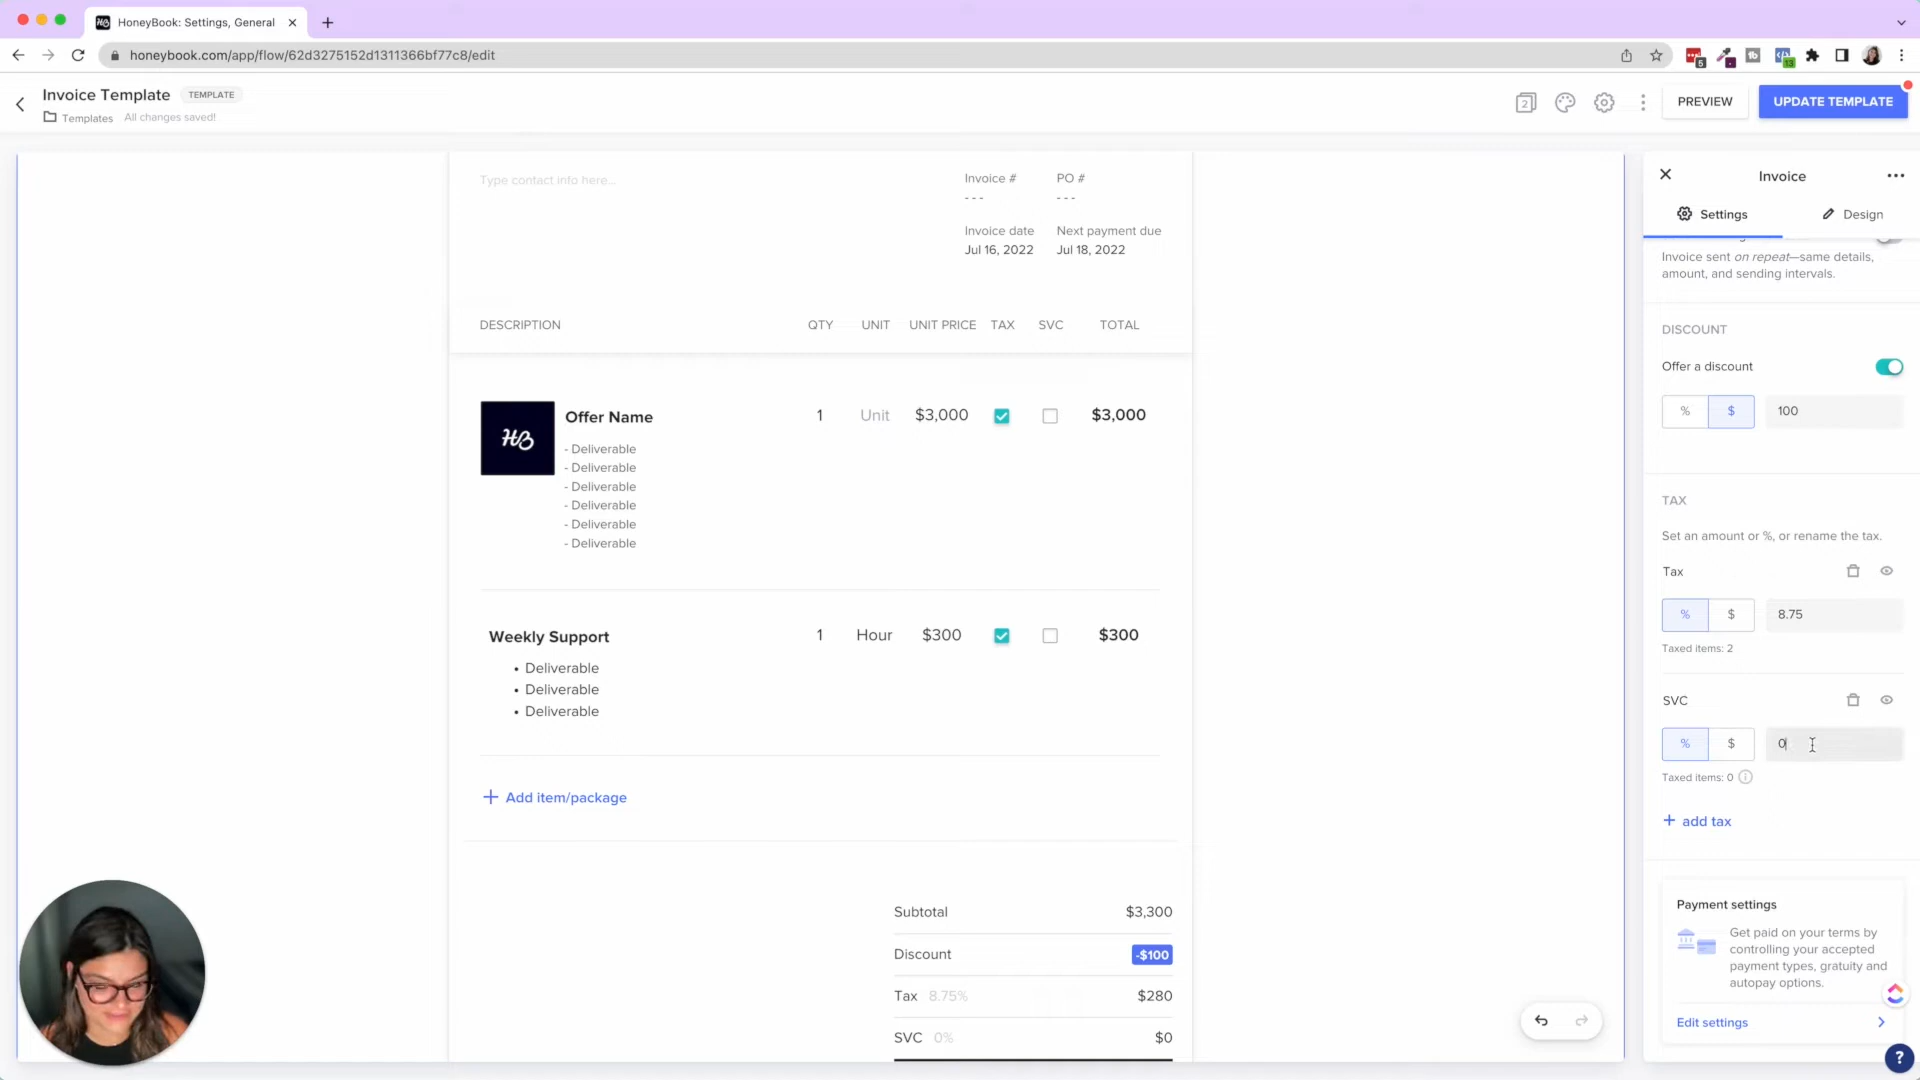 HoneyBook: Settings, General
honeybook.com/app/flow/62d3275152d1311366bf77c8/edit
5
13
Invoice Template TEMPLATE
Templates All changes saved!
2
PREVIEW
UPDATE TEMPLATE
Type contact info here...
Invoice # PO #
--- ---
Invoice date Next payment due
Jul 16, 2022 Jul 18, 2022
DESCRIPTION QTY UNIT UNIT PRICE TAX SVC TOTAL
HB
Offer Name 1 Unit $3,000 $3,000
- Deliverable
- Deliverable
- Deliverable
- Deliverable
- Deliverable
- Deliverable
Weekly Support 1 Hour $300 $300
• Deliverable
• Deliverable
• Deliverable
+ Add item/package
Subtotal $3,300
Discount -$100
Tax 8.75% $280
SVC 0% $0
Invoice
Settings Design
Invoice sent on repeat—same details,
amount, and sending intervals.
DISCOUNT
Offer a discount
% $ 100
TAX
Set an amount or %, or rename the tax.
Tax
% $ 8.75
Taxed items: 2
SVC
% $ 0
Taxed items: 0
+ add tax
Payment settings
Get paid on your terms by
controlling your accepted
payment types, gratuity and
autopay options.
Edit settings
?